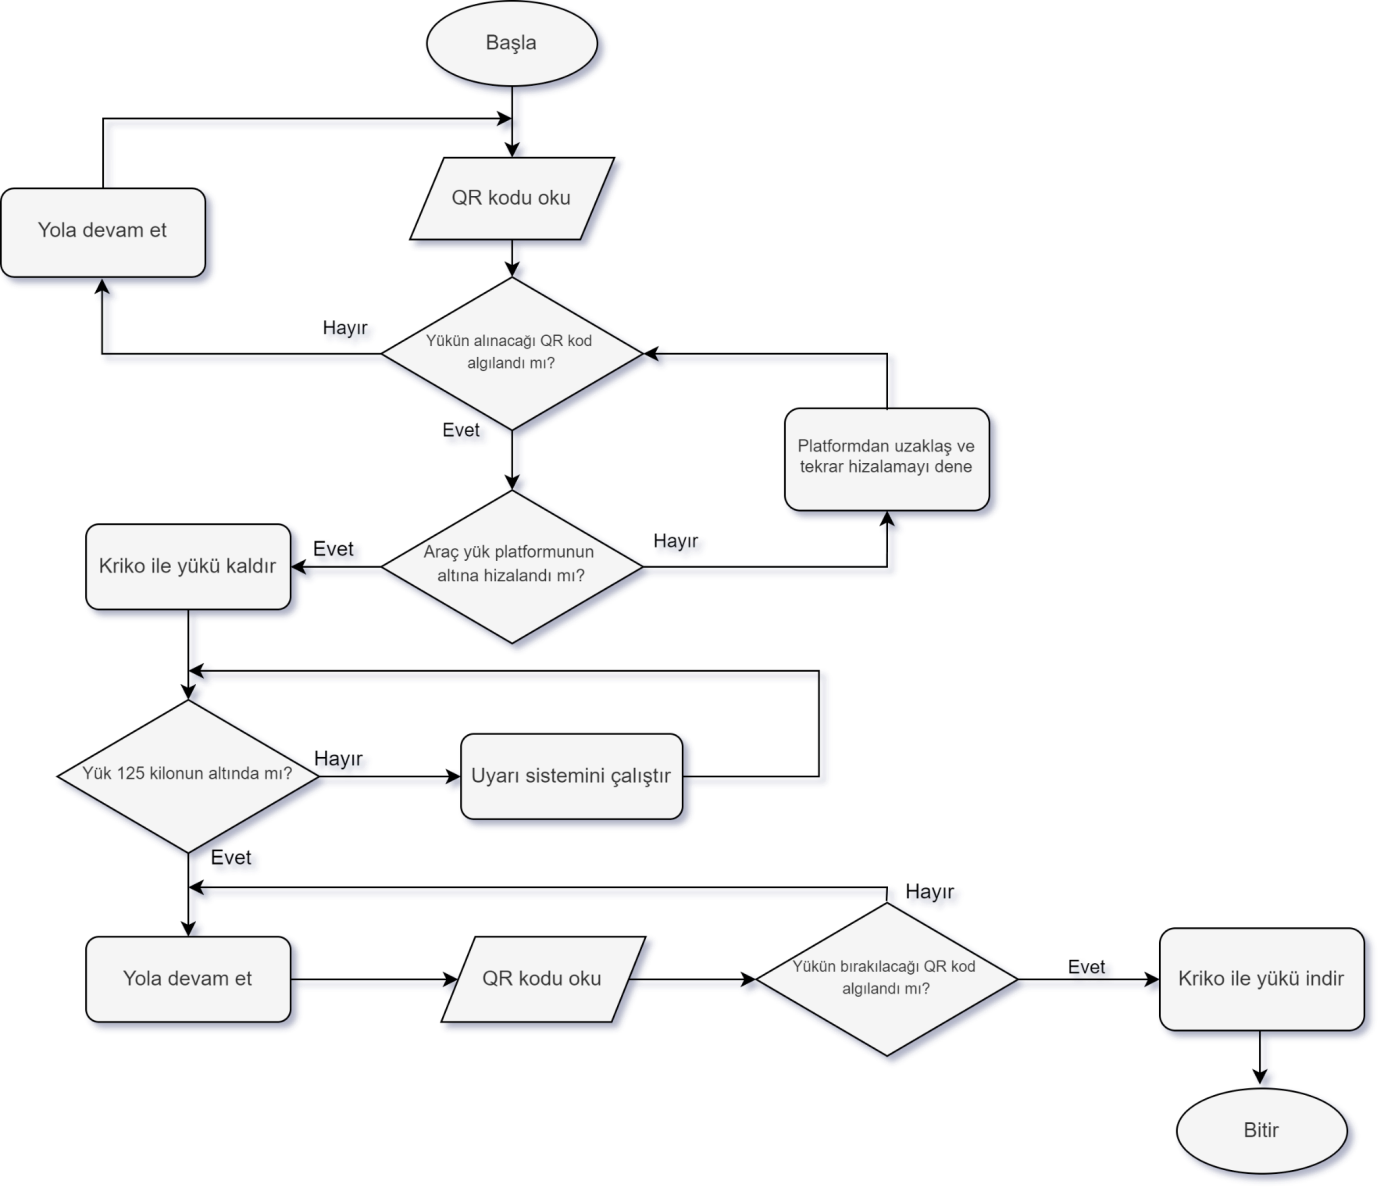 Başla
QR kodu oku
Yola devam et
Hayır
Yükün alınacağı QR kod
algılandı mı?
Evet
Platformdan uzaklaş ve
tekrar hizalamayı dene
Kriko ile yükü kaldır
Evet
Araç yük platformunun
altına hizalandı mı?
Hayır
Yük 125 kilonun altında mı?
Hayır
Uyarı sistemini çalıştır
Evet
Hayır
Yola devam et
QR kodu oku
Yükün bırakılacağı QR kod
algılandı mı?
Evet
Kriko ile yükü indir
Bitir